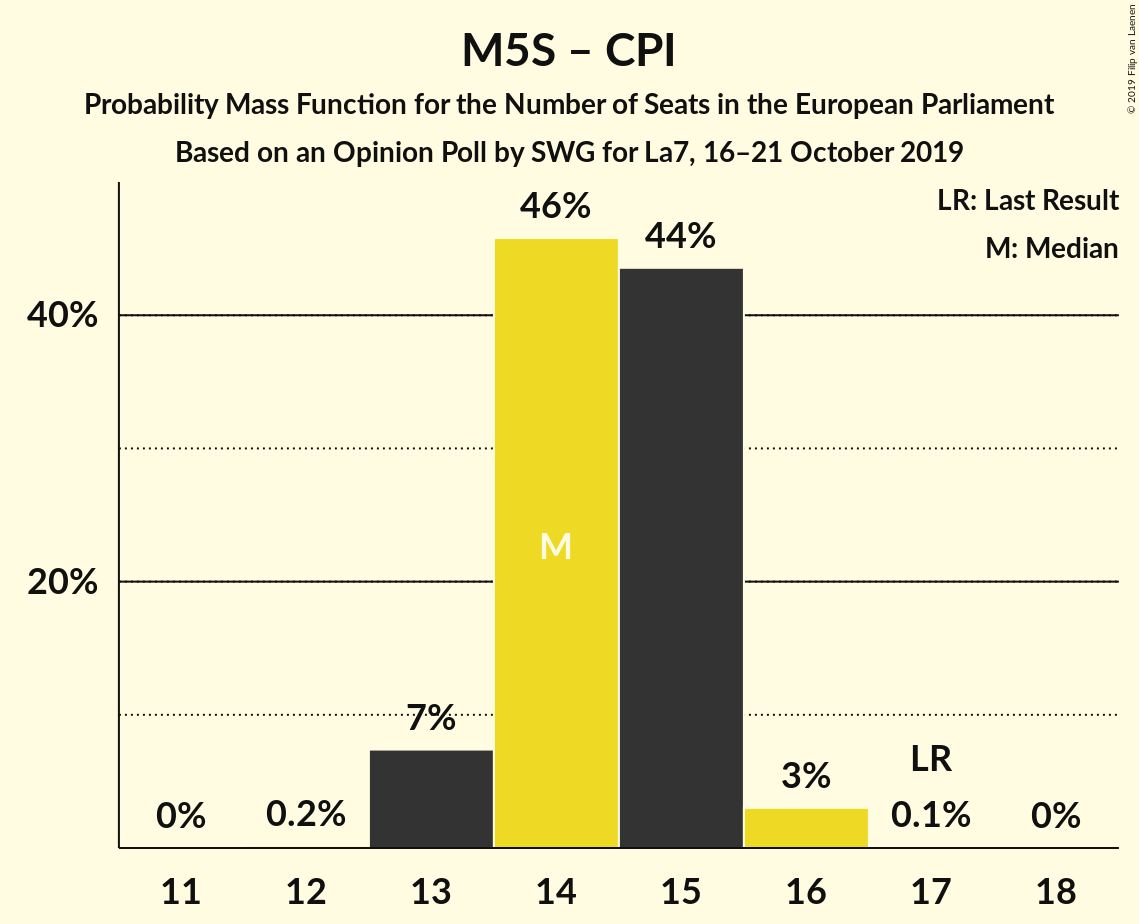 M5S – CPI
Probability Mass Function for the Number of Seats in the European Parliament
Based on an Opinion Poll by SWG for La7, 16–21 October 2019
© 2019 Filip van Laenen
LR: Last Result
M: Median
46%
44%
40%
M
20%
7%
LR
3%
0%
0.2%
0.1%
0%
11 12 13 14 15 16 17 18